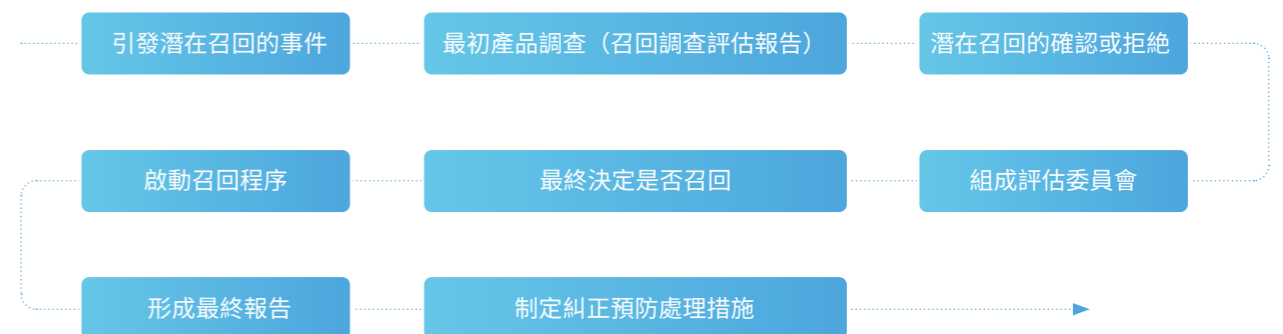 引發潛在召回的事件
最初產品調查（召回調查評估報告）
潛在召回的確認或拒絕
組成評估委員會
最終決定是否召回
啟動召回程序
形成最終報告
制定糾正預防處理措施